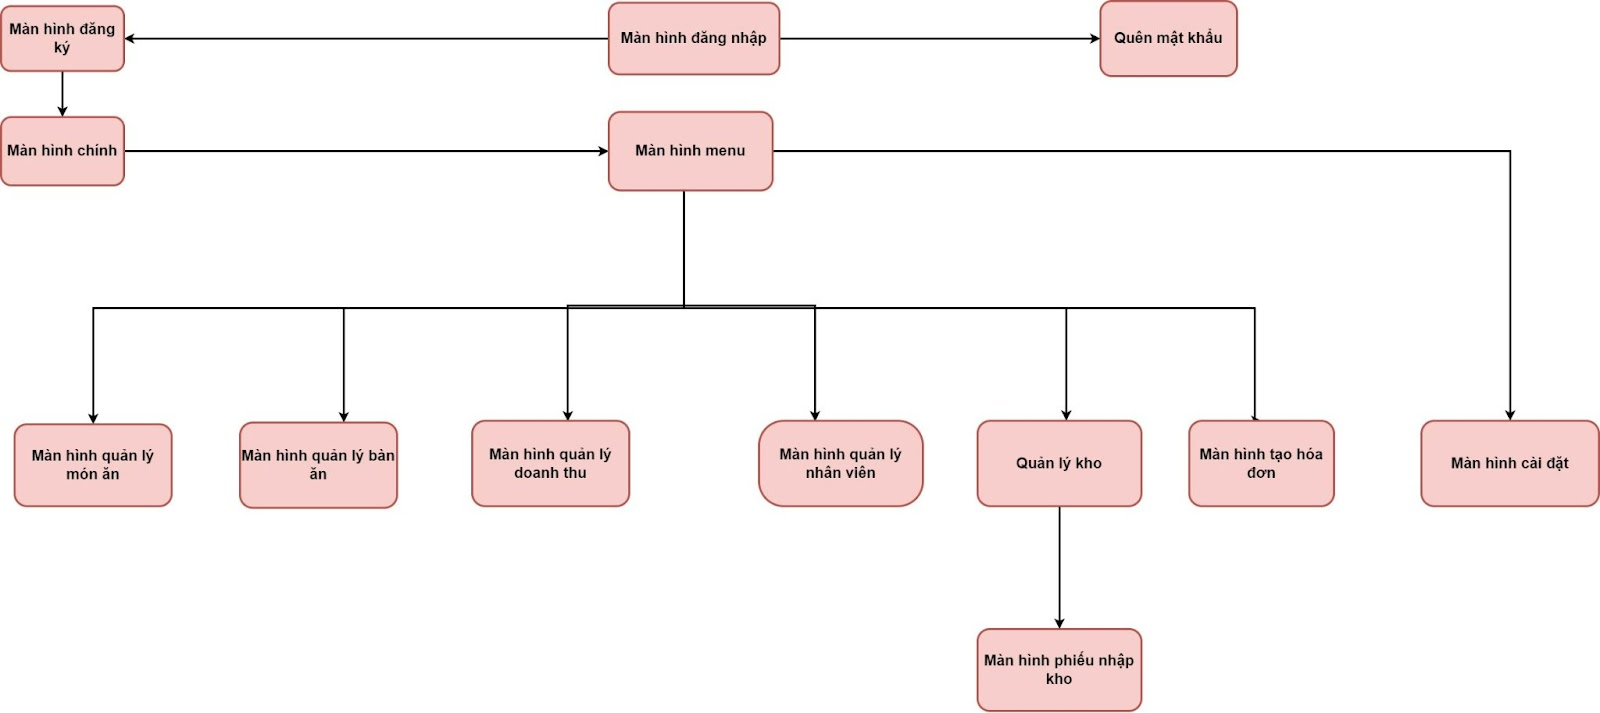 Màn hình đăng
ký
Màn hình đăng nhập
Quên mật khẩu
Màn hình chính
Màn hình menu
Màn hình quản lý
món ăn
Màn hình quản lý bàn
ăn
Màn hình quản lý
doanh thu
Màn hình quản lý
nhân viên
Quản lý kho
Màn hình tạo hóa
đơn
Màn hình cài đặt
Màn hình phiếu nhập
kho